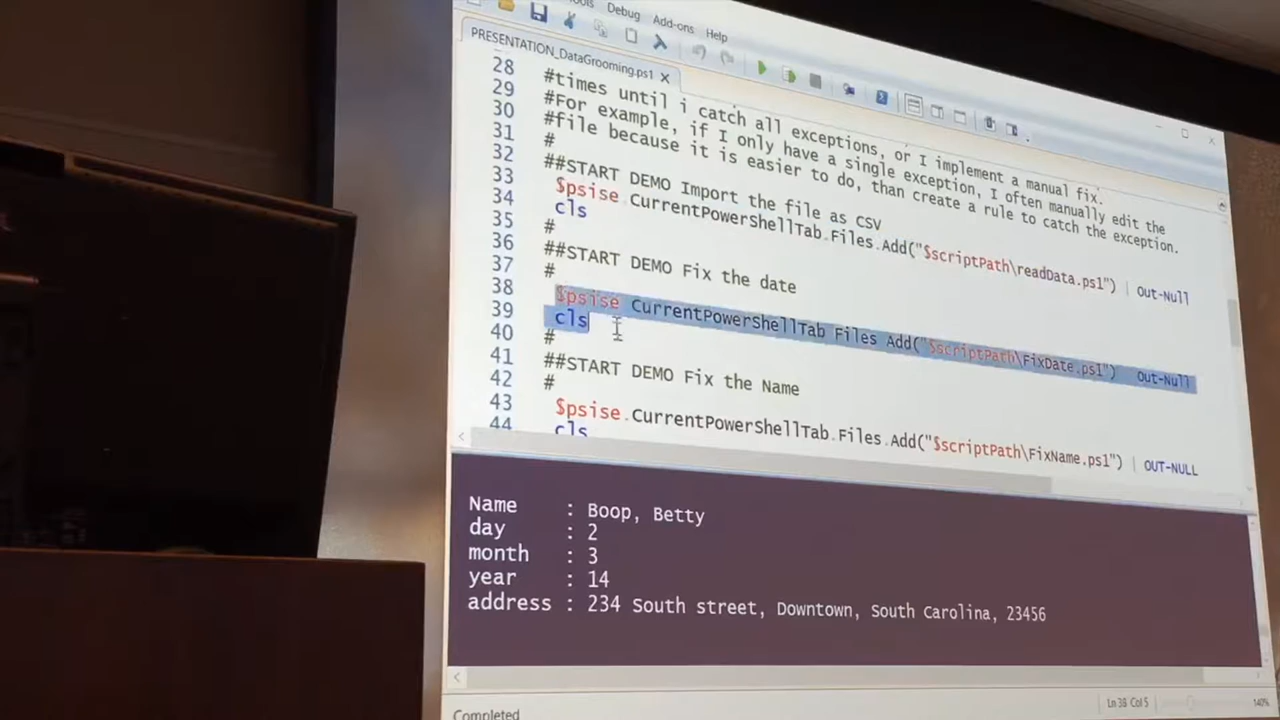 Debug Add-ons Help
PRESENTATION_DataGrooming.ps1
28 #times until i catch all exceptions, or I implement a manual fix.
29 #For example, if I only have a single exception, I often manually edit the
30 #file because it is easier to do, than create a rule to catch the exception.
31 #
32 ##START DEMO Import the file as CSV
33 $psise.CurrentPowerShellTab.Files.Add("$scriptPath\readData.ps1") | Out-Null
34 cls
35 #
36 ##START DEMO Fix the date
37 #
38 $psise CurrentPowerShellTab Files Add("$scriptPath\FixDate.ps1") Out-Null
39 cls
40 #
41 ##START DEMO Fix the Name
42 #
43 $psise.CurrentPowerShellTab.Files.Add("$scriptPath\FixName.ps1") | OUT-NULL
44 cls
Name : Boop, Betty
day : 2
month : 3
year : 14
address : 234 South street, Downtown, South Carolina, 23456
Completed
Ln 38 Col 5 140%